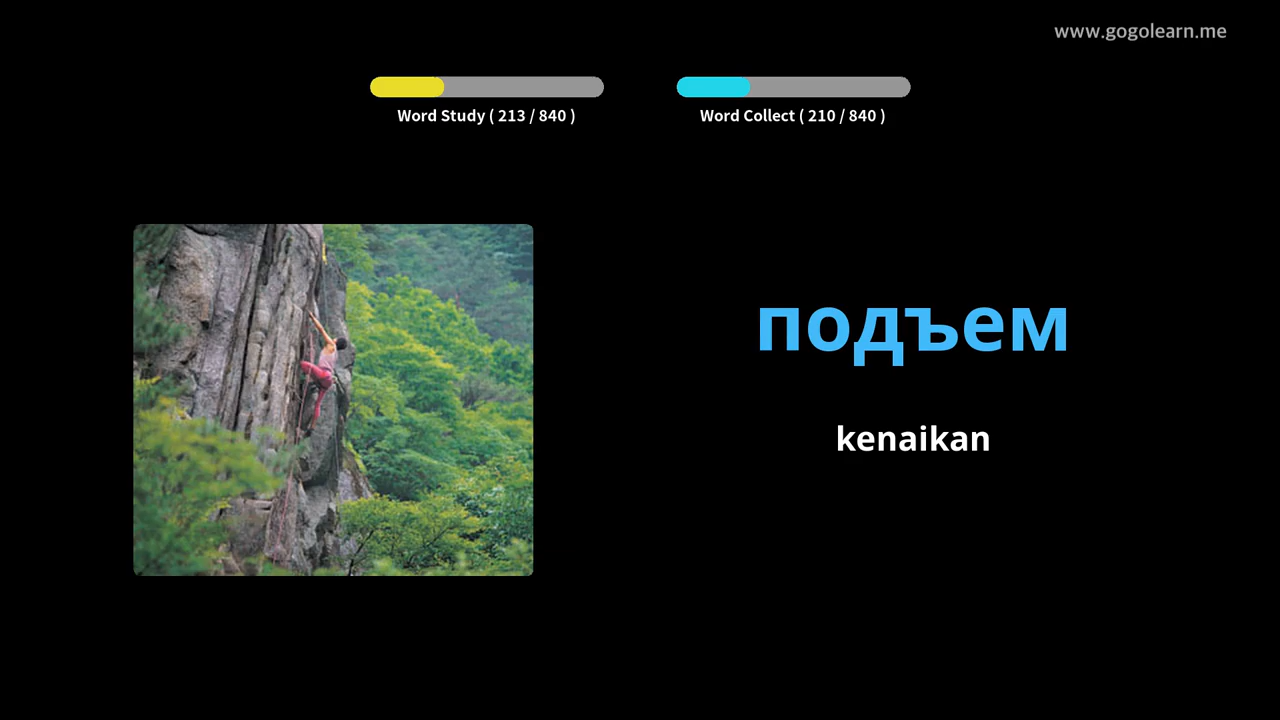 www.gogolearn.me
Word Study ( 213 / 840 )
Word Collect ( 210 / 840 )
подъем
kenaikan